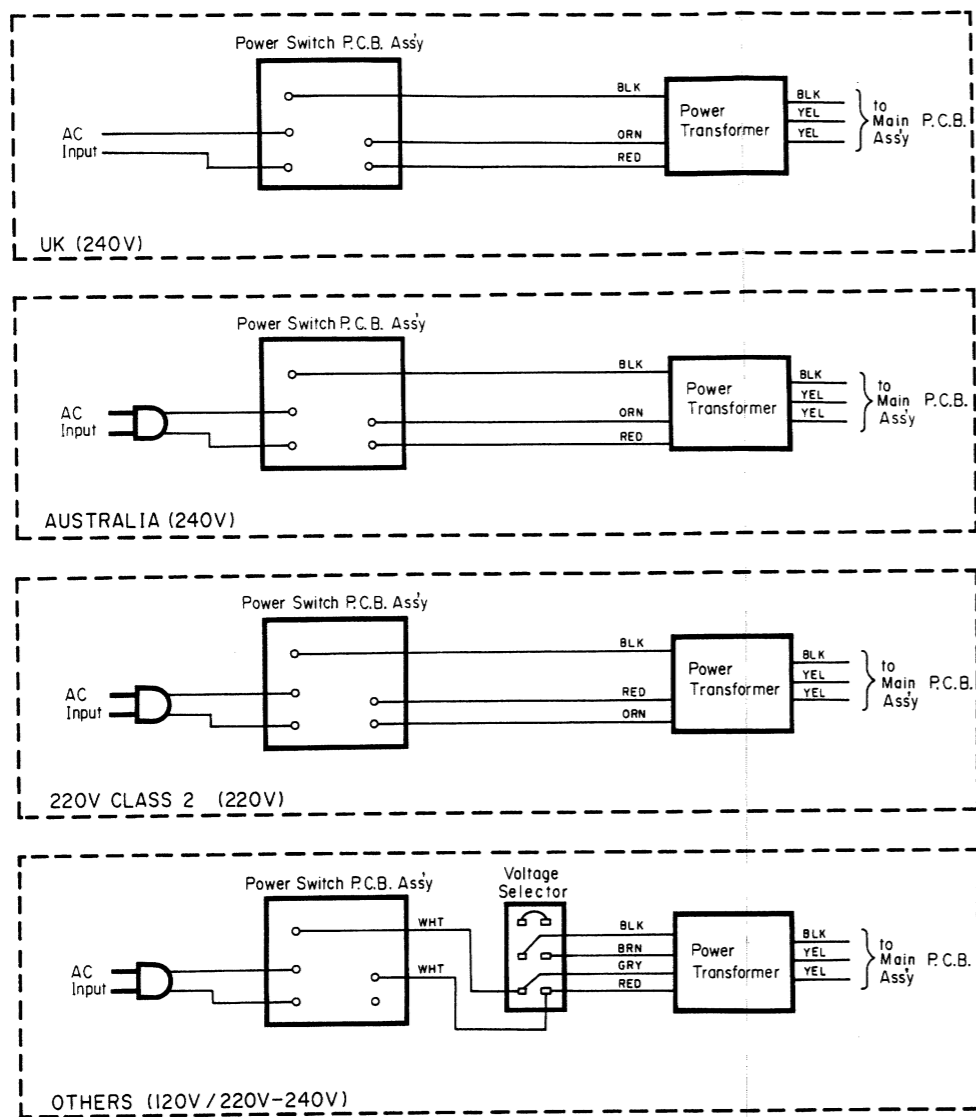 Power Switch P.C.B. Ass'y
AC
Input
BLK
ORN
RED
Power
Transformer
BLK
YEL
YEL
to
Main P.C.B.
Ass'y
UK (240V)
Power Switch P.C.B. Ass'y
AC
Input
BLK
ORN
RED
Power
Transformer
BLK
YEL
YEL
to
Main P.C.B.
Ass'y
AUSTRALIA (240V)
Power Switch P.C.B. Ass'y
AC
Input
BLK
RED
ORN
Power
Transformer
BLK
YEL
YEL
to
Main P.C.B.
Ass'y
220V CLASS 2 (220V)
Power Switch P.C.B. Ass'y
Voltage
Selector
AC
Input
WHT
WHT
BLK
BRN
GRY
RED
Power
Transformer
BLK
YEL
YEL
to
Main P.C.B.
Ass'y
OTHERS (120V/220V-240V)